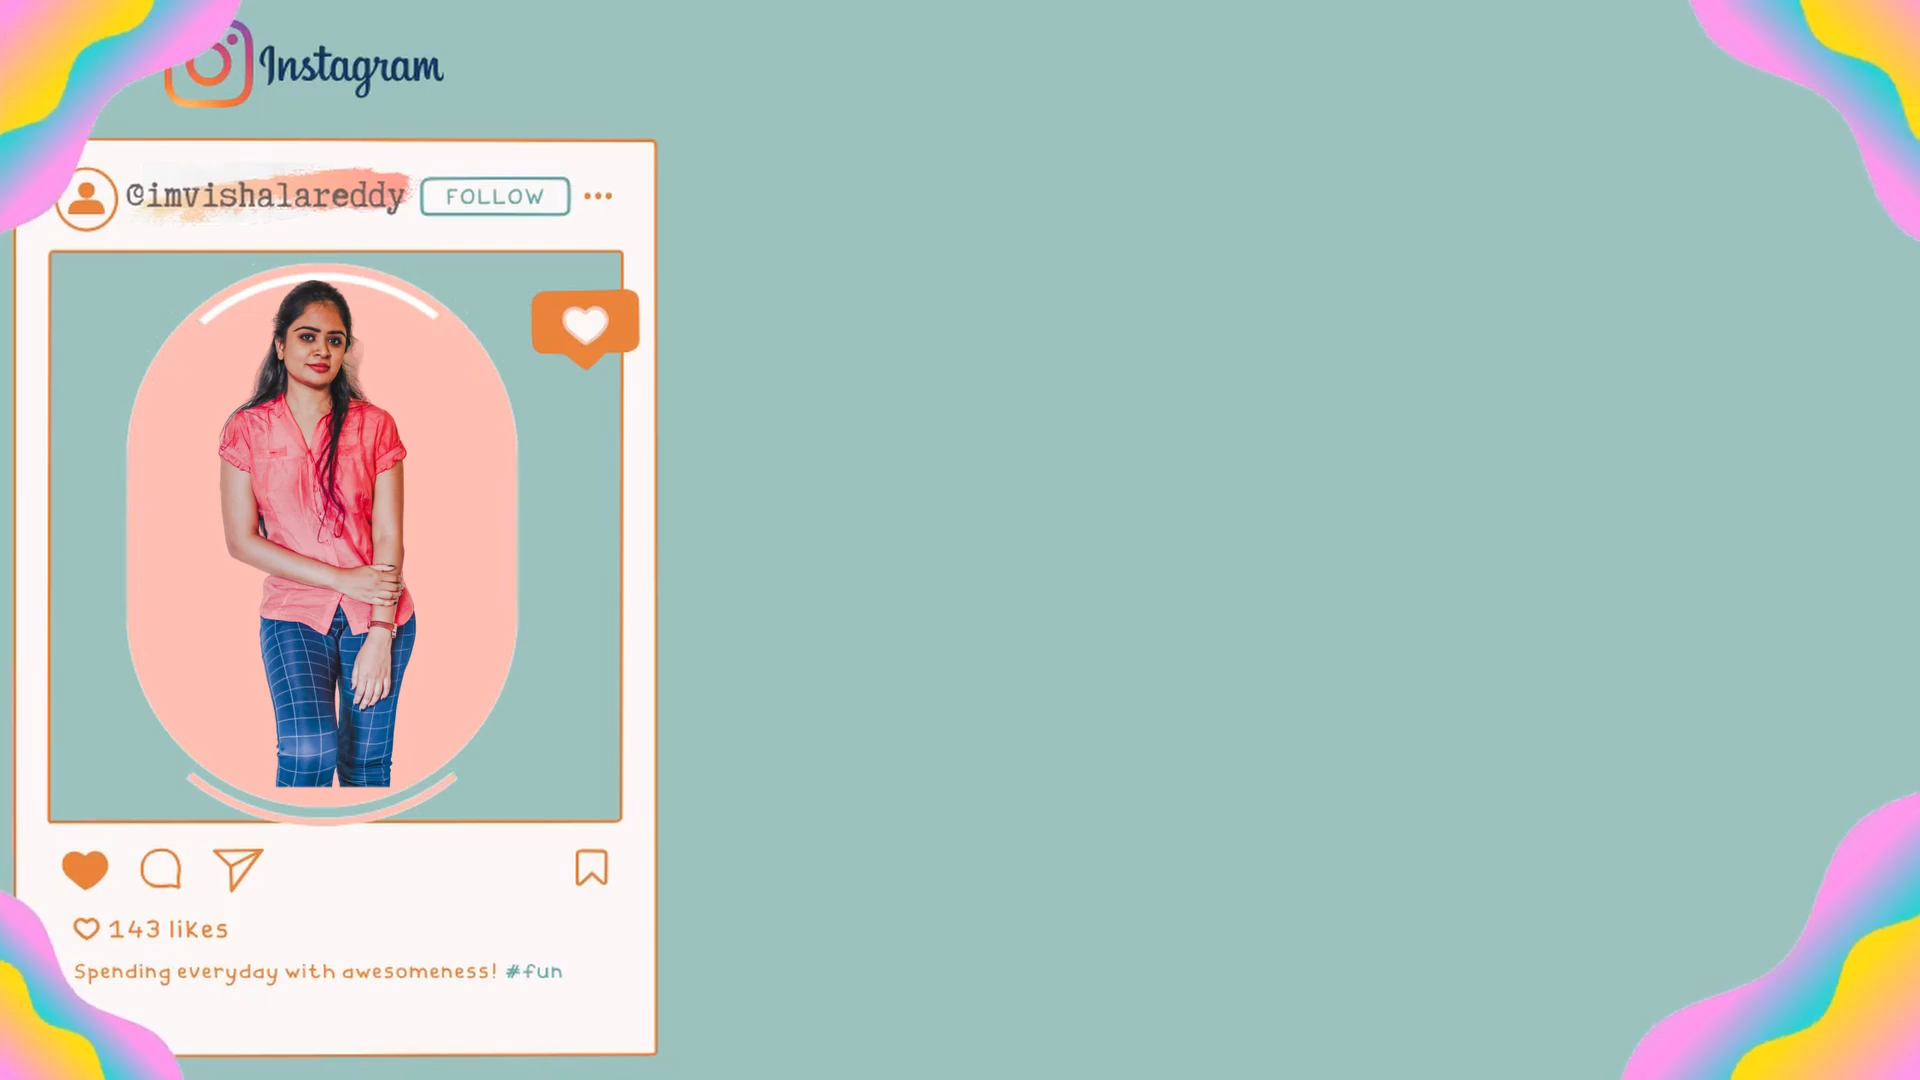 Instagram
@imvishalareddy FOLLOW
143 likes
Spending everyday with awesomeness! #fun